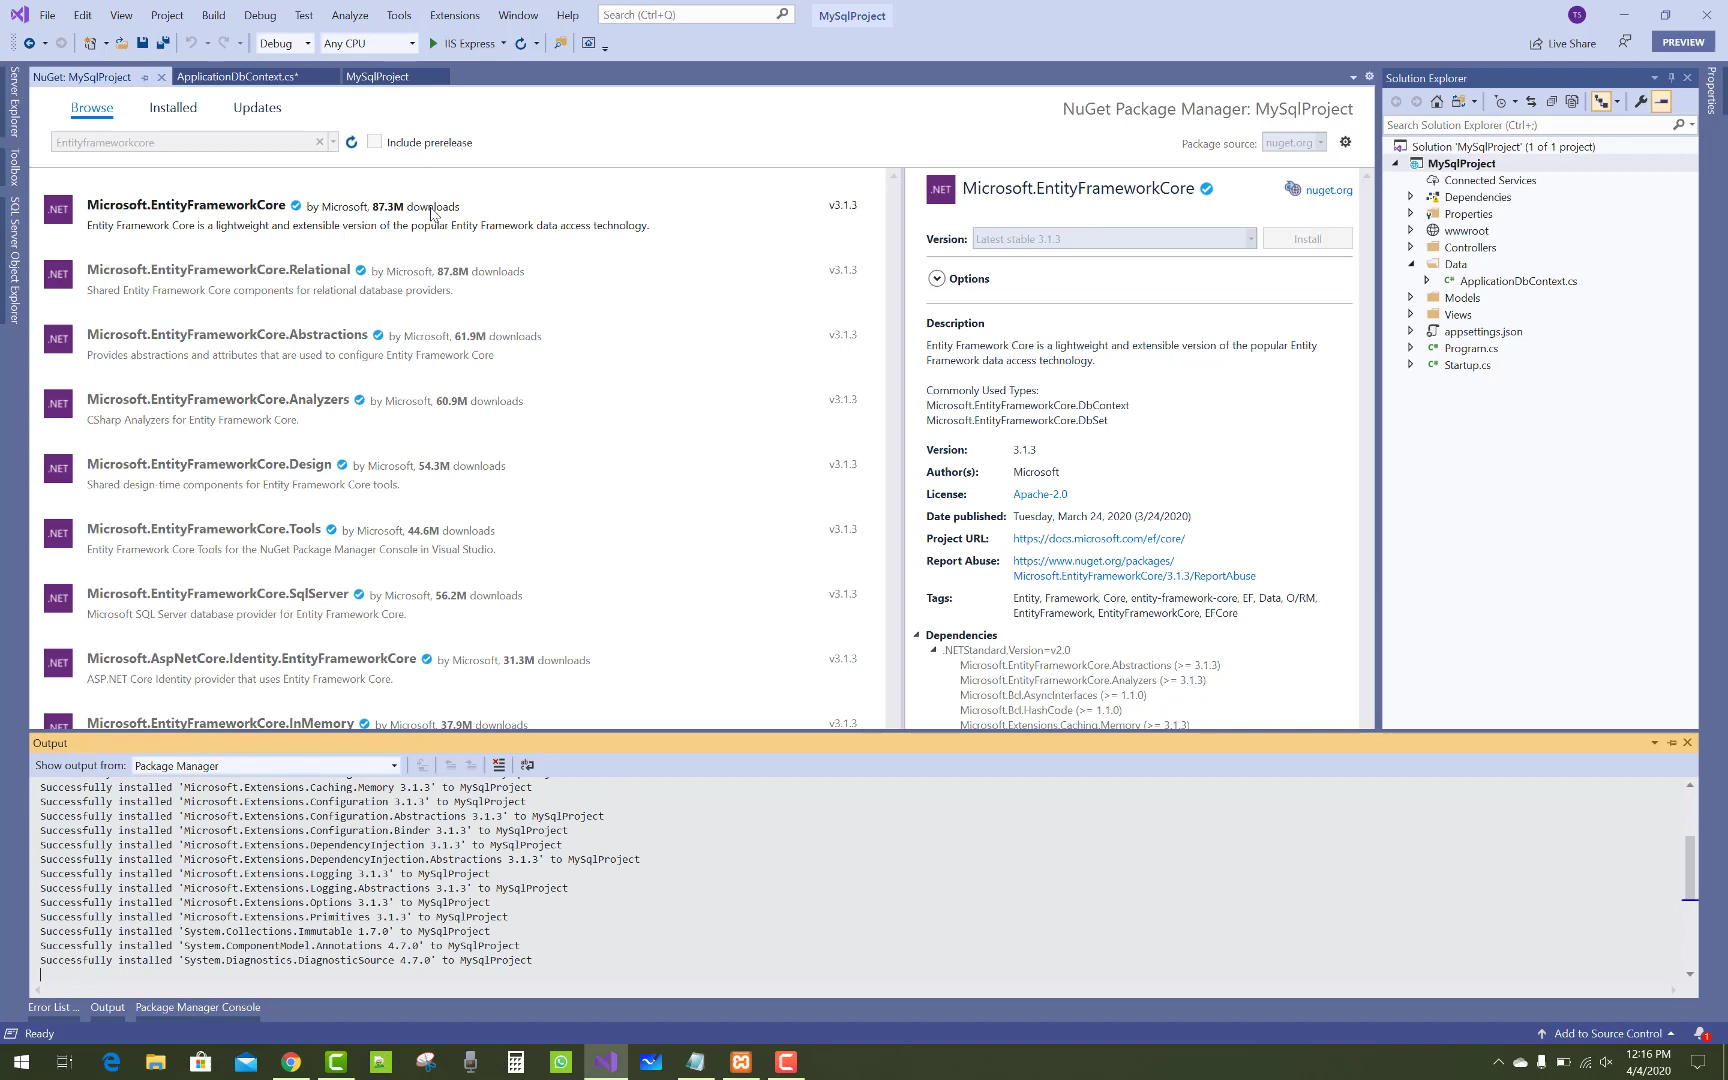 File Edit View Project Build Debug Test Analyze Tools Extensions Window Help Search (Ctrl+Q) MySqlProject TS
Debug Any CPU IIS Express Live Share PREVIEW
NuGet: MySqlProject ApplicationDbContext.cs* MySqlProject
Server Explorer
Toolbox
SQL Server Object Explorer
Browse Installed Updates
NuGet Package Manager: MySqlProject
Entityframeworkcore Include prerelease
Package source: nuget.org
.NET Microsoft.EntityFrameworkCore by Microsoft, 87.3M downloads v3.1.3
Entity Framework Core is a lightweight and extensible version of the popular Entity Framework data access technology.
.NET Microsoft.EntityFrameworkCore.Relational by Microsoft, 87.8M downloads v3.1.3
Shared Entity Framework Core components for relational database providers.
.NET Microsoft.EntityFrameworkCore.Abstractions by Microsoft, 61.9M downloads v3.1.3
Provides abstractions and attributes that are used to configure Entity Framework Core
.NET Microsoft.EntityFrameworkCore.Analyzers by Microsoft, 60.9M downloads v3.1.3
CSharp Analyzers for Entity Framework Core.
.NET Microsoft.EntityFrameworkCore.Design by Microsoft, 54.3M downloads v3.1.3
Shared design-time components for Entity Framework Core tools.
.NET Microsoft.EntityFrameworkCore.Tools by Microsoft, 44.6M downloads v3.1.3
Entity Framework Core Tools for the NuGet Package Manager Console in Visual Studio.
.NET Microsoft.EntityFrameworkCore.SqlServer by Microsoft, 56.2M downloads v3.1.3
Microsoft SQL Server database provider for Entity Framework Core.
.NET Microsoft.AspNetCore.Identity.EntityFrameworkCore by Microsoft, 31.3M downloads v3.1.3
ASP.NET Core Identity provider that uses Entity Framework Core.
.NET Microsoft.EntityFrameworkCore.InMemory by Microsoft, 37.9M downloads v3.1.3
.NET Microsoft.EntityFrameworkCore nuget.org
Version: Latest stable 3.1.3 Install
Options
Description
Entity Framework Core is a lightweight and extensible version of the popular Entity
Framework data access technology.
Commonly Used Types:
Microsoft.EntityFrameworkCore.DbContext
Microsoft.EntityFrameworkCore.DbSet
Version: 3.1.3
Author(s): Microsoft
License: Apache-2.0
Date published: Tuesday, March 24, 2020 (3/24/2020)
Project URL: https://docs.microsoft.com/ef/core/
Report Abuse: https://www.nuget.org/packages/
Microsoft.EntityFrameworkCore/3.1.3/ReportAbuse
Tags: Entity, Framework, Core, entity-framework-core, EF, Data, O/RM,
EntityFramework, EntityFrameworkCore, EFCore
Dependencies
.NETStandard,Version=v2.0
Microsoft.EntityFrameworkCore.Abstractions (>= 3.1.3)
Microsoft.EntityFrameworkCore.Analyzers (>= 3.1.3)
Microsoft.Bcl.AsyncInterfaces (>= 1.1.0)
Microsoft.Bcl.HashCode (>= 1.1.0)
Microsoft.Extensions.Caching.Memory (>= 3.1.3)
Solution Explorer
Search Solution Explorer (Ctrl+;)
Solution 'MySqlProject' (1 of 1 project)
MySqlProject
Connected Services
Dependencies
Properties
wwwroot
Controllers
Data
C# ApplicationDbContext.cs
Models
Views
appsettings.json
C# Program.cs
C# Startup.cs
Properties
Output
Show output from: Package Manager
Successfully installed 'Microsoft.Extensions.Caching.Memory 3.1.3' to MySqlProject
Successfully installed 'Microsoft.Extensions.Configuration 3.1.3' to MySqlProject
Successfully installed 'Microsoft.Extensions.Configuration.Abstractions 3.1.3' to MySqlProject
Successfully installed 'Microsoft.Extensions.Configuration.Binder 3.1.3' to MySqlProject
Successfully installed 'Microsoft.Extensions.DependencyInjection 3.1.3' to MySqlProject
Successfully installed 'Microsoft.Extensions.DependencyInjection.Abstractions 3.1.3' to MySqlProject
Successfully installed 'Microsoft.Extensions.Logging 3.1.3' to MySqlProject
Successfully installed 'Microsoft.Extensions.Logging.Abstractions 3.1.3' to MySqlProject
Successfully installed 'Microsoft.Extensions.Options 3.1.3' to MySqlProject
Successfully installed 'Microsoft.Extensions.Primitives 3.1.3' to MySqlProject
Successfully installed 'System.Collections.Immutable 1.7.0' to MySqlProject
Successfully installed 'System.ComponentModel.Annotations 4.7.0' to MySqlProject
Successfully installed 'System.Diagnostics.DiagnosticSource 4.7.0' to MySqlProject
Error List ... Output Package Manager Console
Ready Add to Source Control 1
12:16 PM
4/4/2020